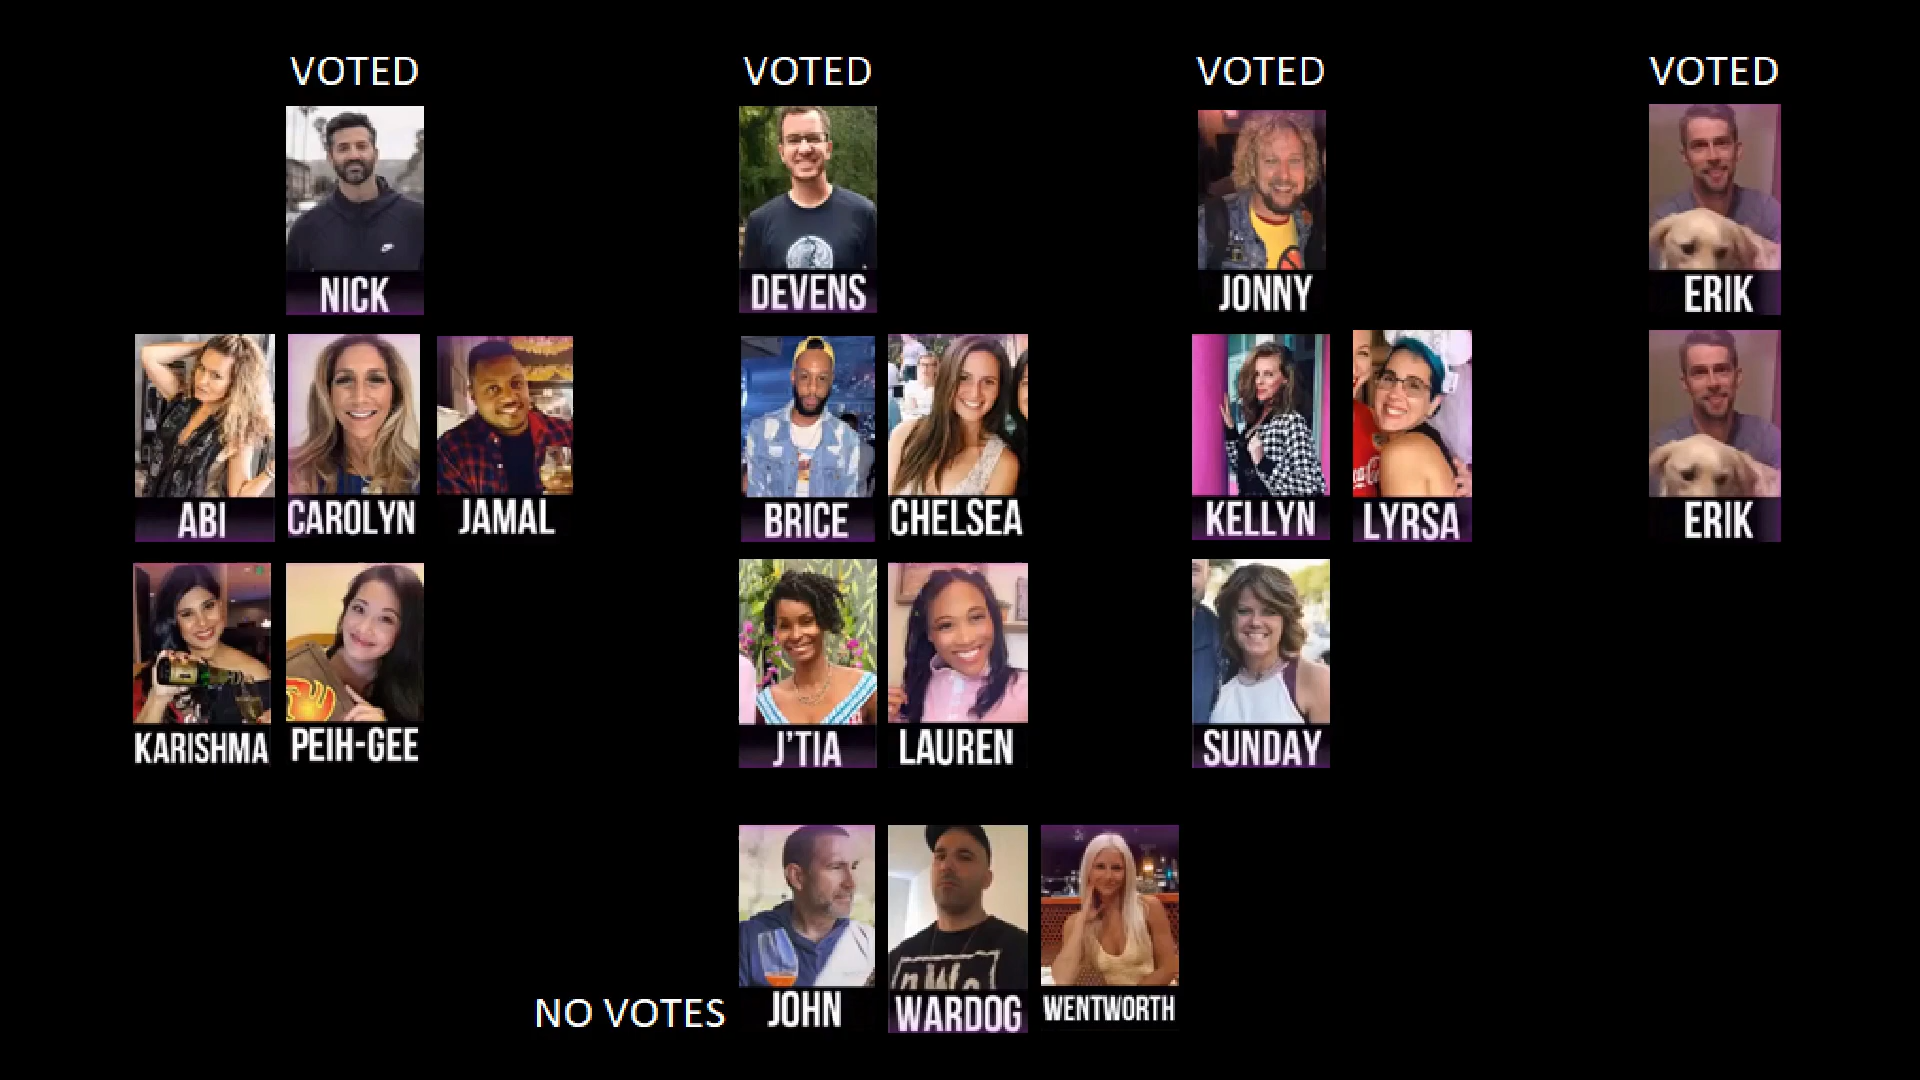 VOTED VOTED VOTED VOTED
NICK DEVENS JONNY ERIK
ABI CAROLYN JAMAL BRICE CHELSEA KELLYN LYRSA ERIK
KARISHMA PEIH-GEE J'TIA LAUREN SUNDAY
NO VOTES JOHN WARDOG WENTWORTH